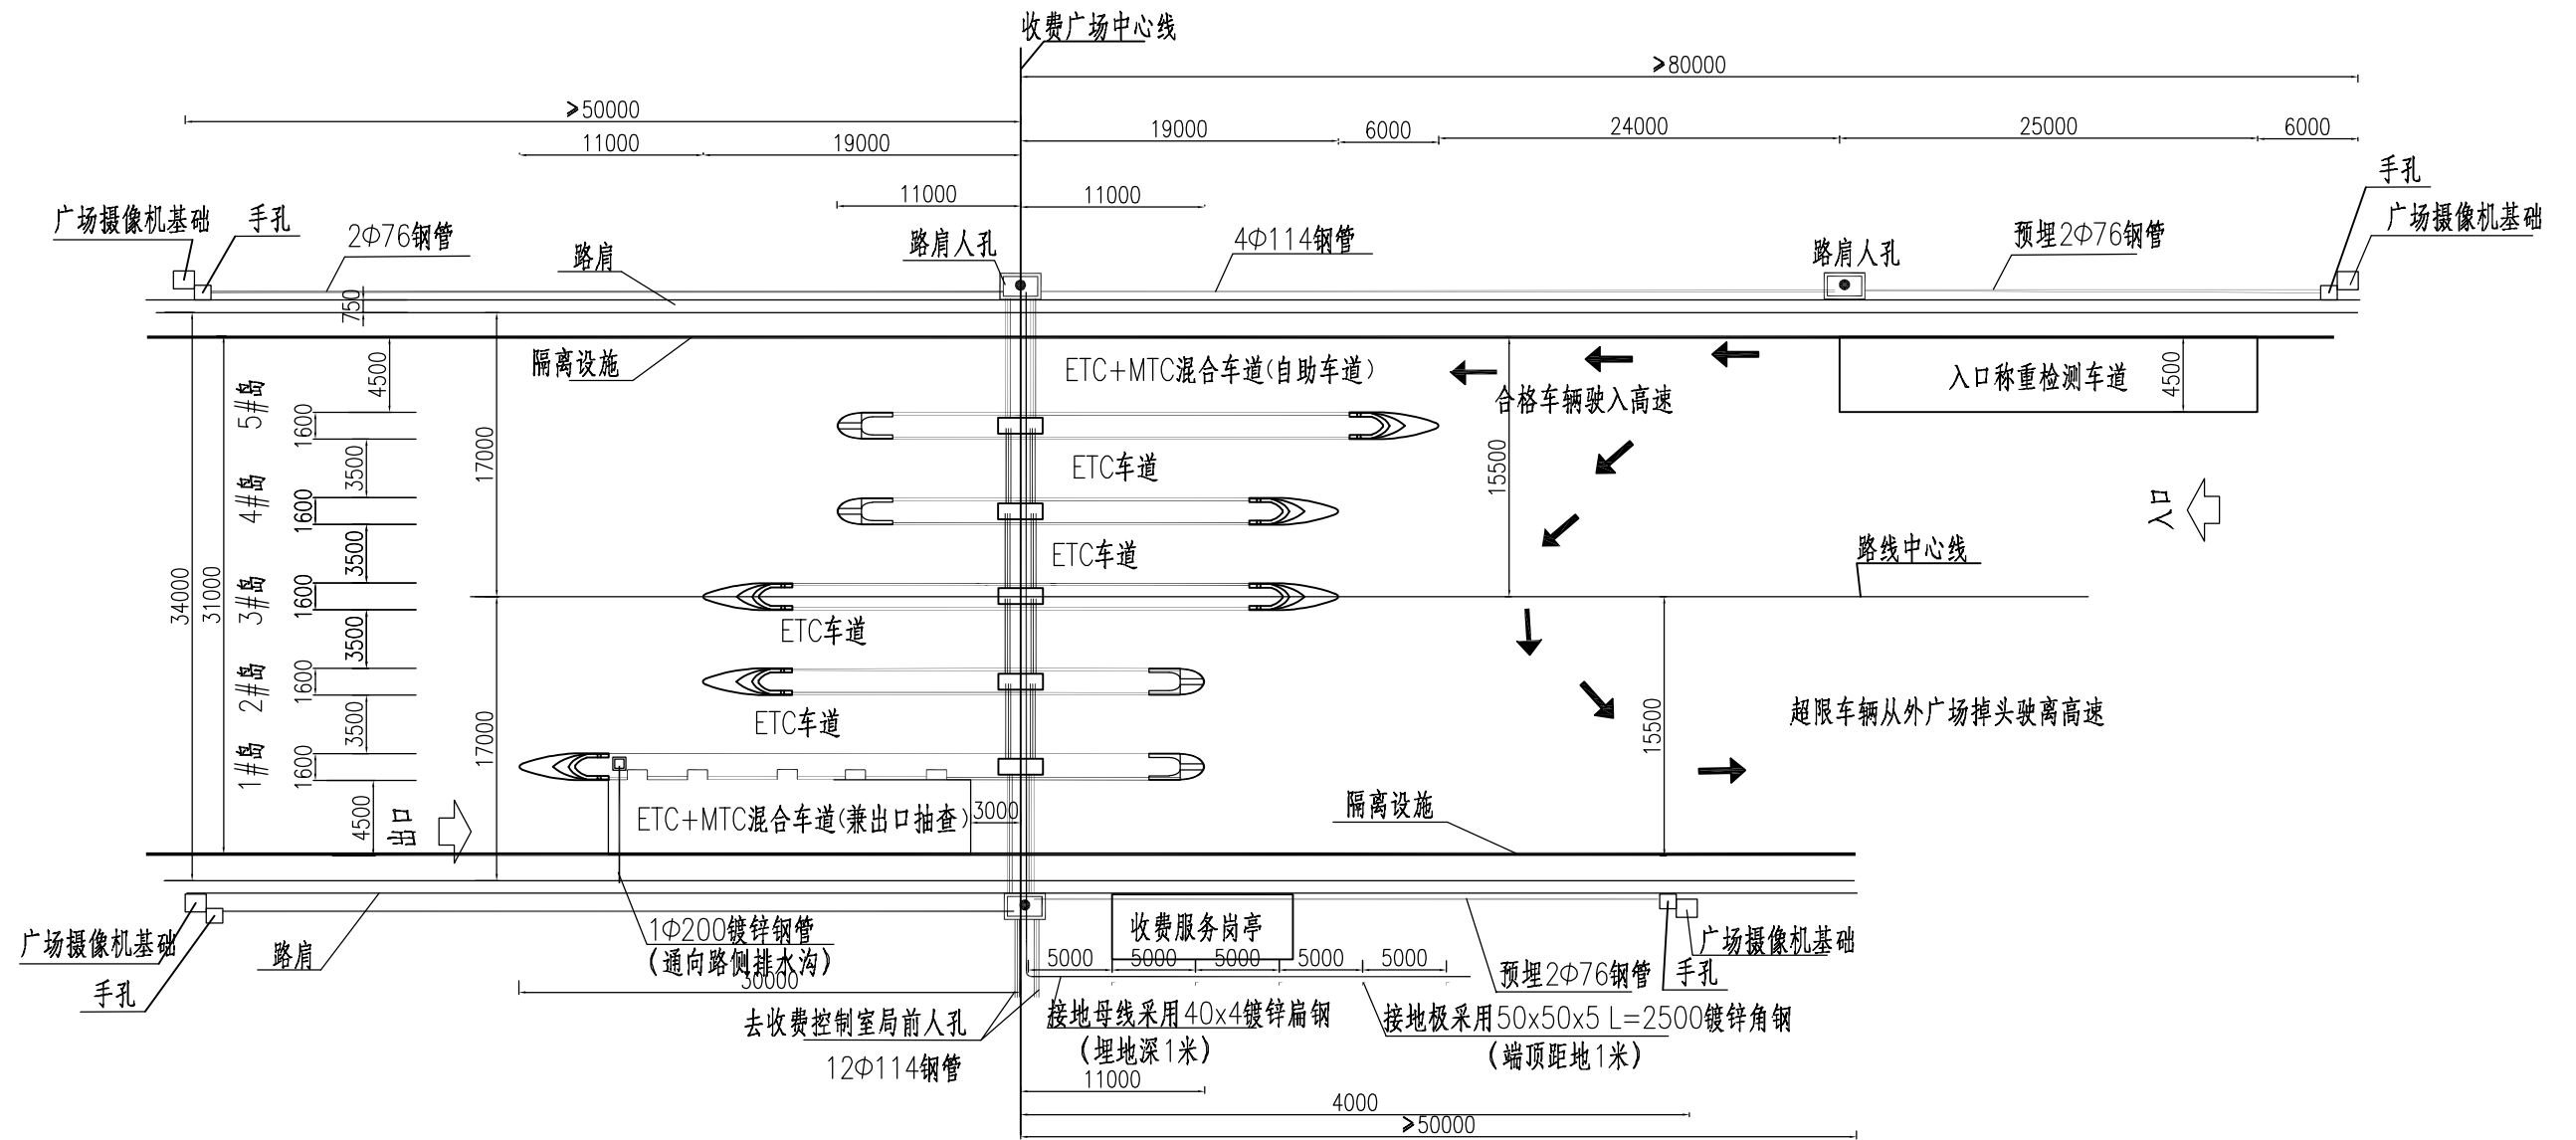 收费广场中心线
≥80000
≥50000
19000
6000
24000
25000
6000
11000
19000
11000
11000
手孔
广场摄像机基础
手孔
2Φ76钢管
路肩
路肩人孔
4Φ114钢管
路肩人孔
预埋2Φ76钢管
广场摄像机基础
750
隔离设施
ETC+MTC混合车道(自助车道)
合格车辆驶入高速
入口称重检测车道
4500
5#岛
1600
4500
3500
17000
ETC车道
15500
4#岛
1600
3500
ETC车道
入口
路线中心线
34000
31000
3#岛
1600
3500
ETC车道
2#岛
1600
3500
17000
ETC车道
15500
超限车辆从外广场掉头驶离高速
1#岛
1600
4500
出口
ETC+MTC混合车道(兼出口抽查)
3000
隔离设施
广场摄像机基础
手孔
路肩
1Φ200镀锌钢管
(通向路侧排水沟)
30000
收费服务岗亭
5000
5000
5000
5000
5000
预埋2Φ76钢管
手孔
广场摄像机基础
去收费控制室局前人孔
12Φ114钢管
接地母线采用40x4镀锌扁钢
(埋地深1米)
接地极采用50x50x5 L=2500镀锌角钢
(端顶距地1米)
11000
4000
≥50000